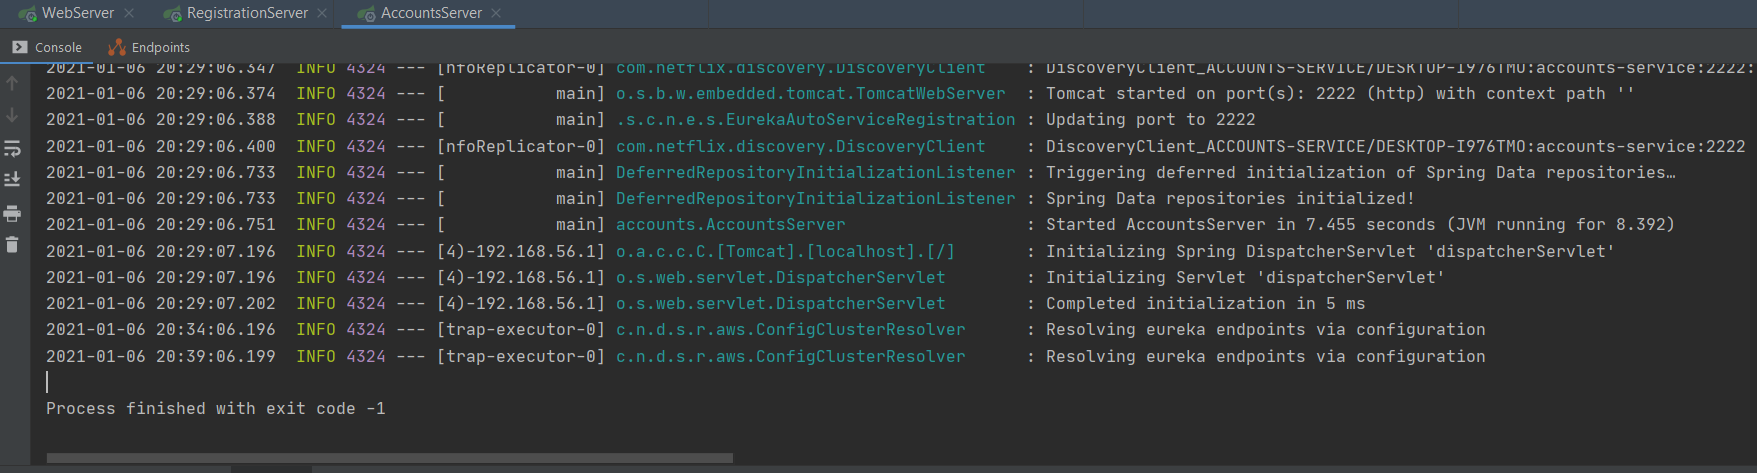 WebServer RegistrationServer AccountsServer
Console Endpoints
2021-01-06 20:29:06.347 INFO 4324 --- [nfoReplicator-0] com.netflix.discovery.DiscoveryClient : DiscoveryClient_ACCOUNTS-SERVICE/DESKTOP-I976TMO:accounts-service:2222:
2021-01-06 20:29:06.374 INFO 4324 --- [ main] o.s.b.w.embedded.tomcat.TomcatWebServer : Tomcat started on port(s): 2222 (http) with context path ''
2021-01-06 20:29:06.388 INFO 4324 --- [ main] .s.c.n.e.s.EurekaAutoServiceRegistration : Updating port to 2222
2021-01-06 20:29:06.400 INFO 4324 --- [nfoReplicator-0] com.netflix.discovery.DiscoveryClient : DiscoveryClient_ACCOUNTS-SERVICE/DESKTOP-I976TMO:accounts-service:2222
2021-01-06 20:29:06.733 INFO 4324 --- [ main] DeferredRepositoryInitializationListener : Triggering deferred initialization of Spring Data repositories…
2021-01-06 20:29:06.733 INFO 4324 --- [ main] DeferredRepositoryInitializationListener : Spring Data repositories initialized!
2021-01-06 20:29:06.751 INFO 4324 --- [ main] accounts.AccountsServer : Started AccountsServer in 7.455 seconds (JVM running for 8.392)
2021-01-06 20:29:07.196 INFO 4324 --- [4)-192.168.56.1] o.a.c.c.C.[Tomcat].[localhost].[/] : Initializing Spring DispatcherServlet 'dispatcherServlet'
2021-01-06 20:29:07.196 INFO 4324 --- [4)-192.168.56.1] o.s.web.servlet.DispatcherServlet : Initializing Servlet 'dispatcherServlet'
2021-01-06 20:29:07.202 INFO 4324 --- [4)-192.168.56.1] o.s.web.servlet.DispatcherServlet : Completed initialization in 5 ms
2021-01-06 20:34:06.196 INFO 4324 --- [trap-executor-0] c.n.d.s.r.aws.ConfigClusterResolver : Resolving eureka endpoints via configuration
2021-01-06 20:39:06.199 INFO 4324 --- [trap-executor-0] c.n.d.s.r.aws.ConfigClusterResolver : Resolving eureka endpoints via configuration
Process finished with exit code -1